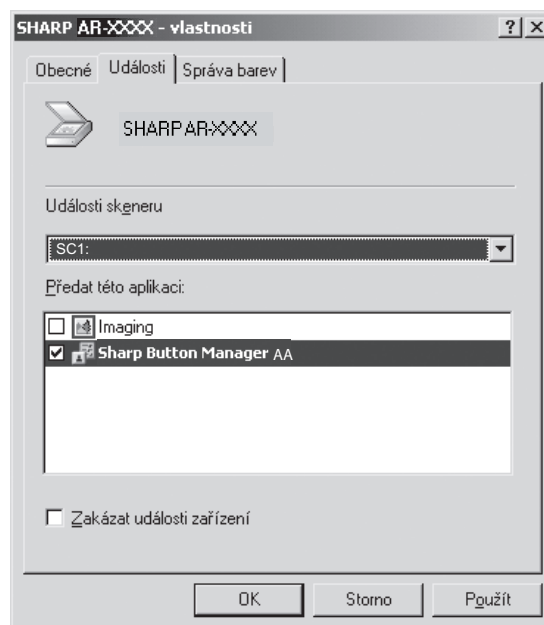 SHARP AR-XXXX - vlastnosti
Obecné Události Správa barev
SHARP AR-XXXX
Události skeneru
SC1:
Předat této aplikaci:
Imaging
Sharp Button Manager AA
Zakázat události zařízení
OK Storno Použít